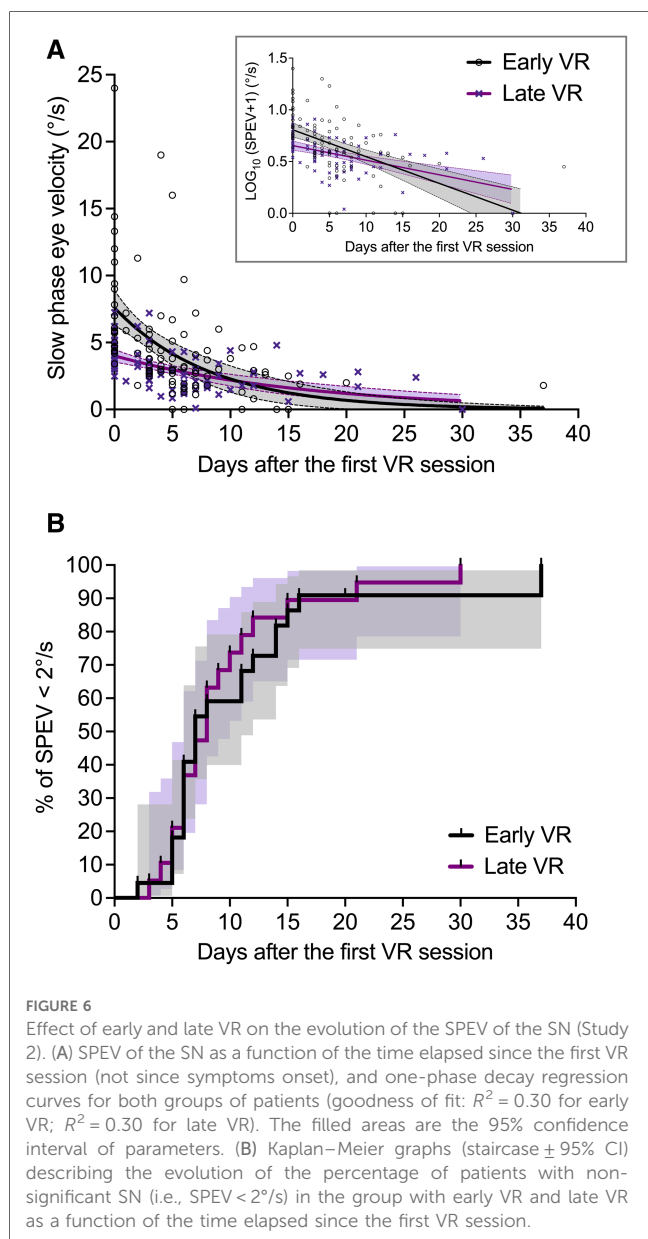 A
Slow phase eye velocity (°/s)
25
20
15
10
5
0
0 5 10 15 20 25 30 35 40
Days after the first VR session
LOG10 (SPEV+1) (°/s)
1.5
1.0
0.5
0.0
0 5 10 15 20 25 30 35 40
Days after the first VR session
Early VR
Late VR
B
% of SPEV < 2°/s
100
90
80
70
60
50
40
30
20
10
0
0 5 10 15 20 25 30 35 40
Days after the first VR session
Early VR
Late VR
FIGURE 6
Effect of early and late VR on the evolution of the SPEV of the SN (Study
2). (A) SPEV of the SN as a function of the time elapsed since the first VR
session (not since symptoms onset), and one-phase decay regression
curves for both groups of patients (goodness of fit: R² = 0.30 for early
VR; R² = 0.30 for late VR). The filled areas are the 95% confidence
interval of parameters. (B) Kaplan–Meier graphs (staircase ± 95% CI)
describing the evolution of the percentage of patients with non-
significant SN (i.e., SPEV < 2°/s) in the group with early VR and late VR
as a function of the time elapsed since the first VR session.